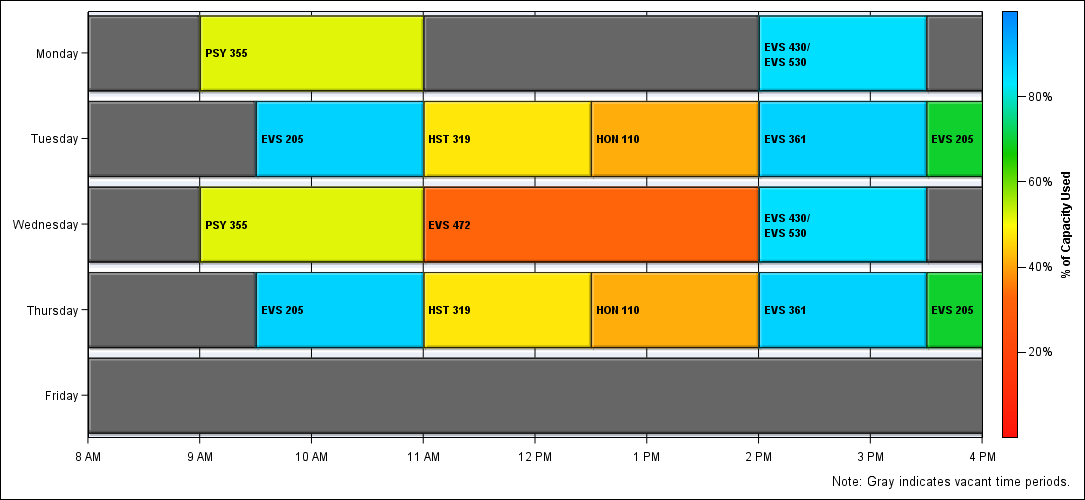 Monday
PSY 355
EVS 430/
EVS 530
Tuesday
EVS 205
HST 319
HON 110
EVS 361
EVS 205
Wednesday
PSY 355
EVS 472
EVS 430/
EVS 530
Thursday
EVS 205
HST 319
HON 110
EVS 361
EVS 205
Friday
8 AM
9 AM
10 AM
11 AM
12 PM
1 PM
2 PM
3 PM
4 PM
80%
60%
40%
20%
% of Capacity Used
Note: Gray indicates vacant time periods.